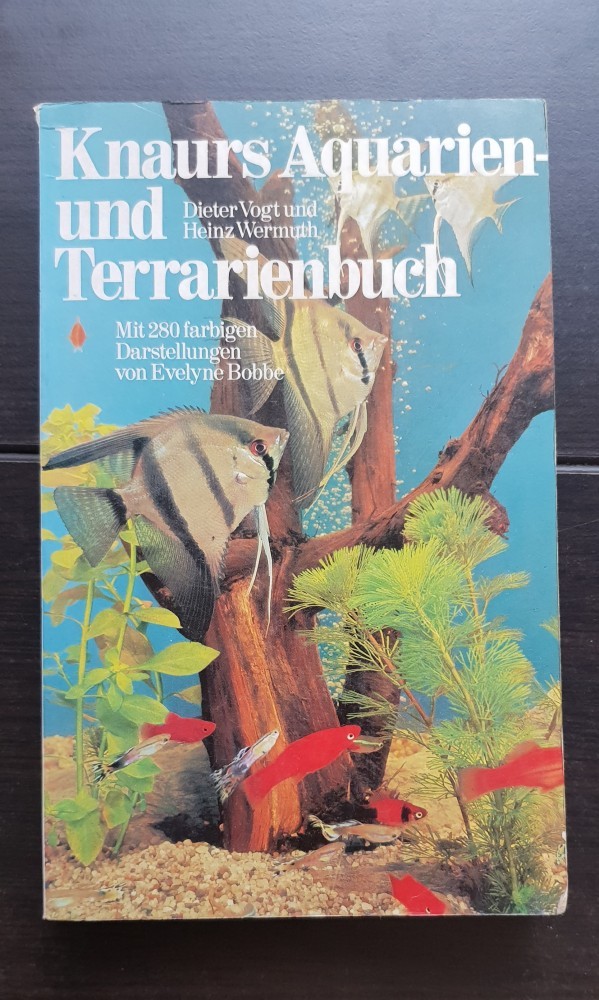 Knaurs Aquarien-
und
Dieter Vogt und
Heinz Wermuth
Terrarienbuch
Mit 280 farbigen
Darstellungen
von Evelyne Bobbe